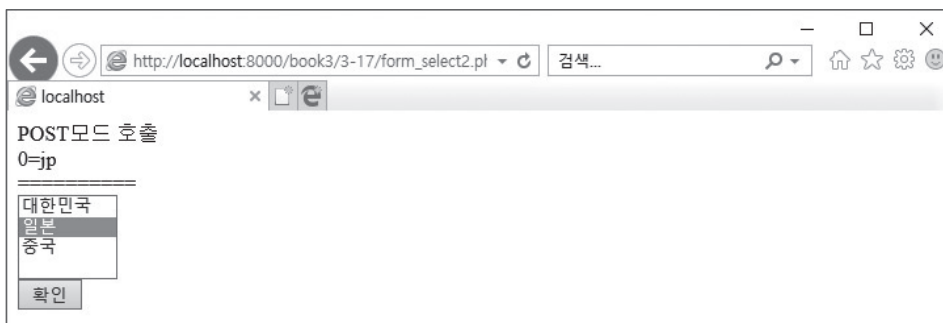 http://localhost:8000/book3/3-17/form_select2.pl
검색...
localhost
POST모드 호출
0=jp
==========
대한민국
일본
중국
확인